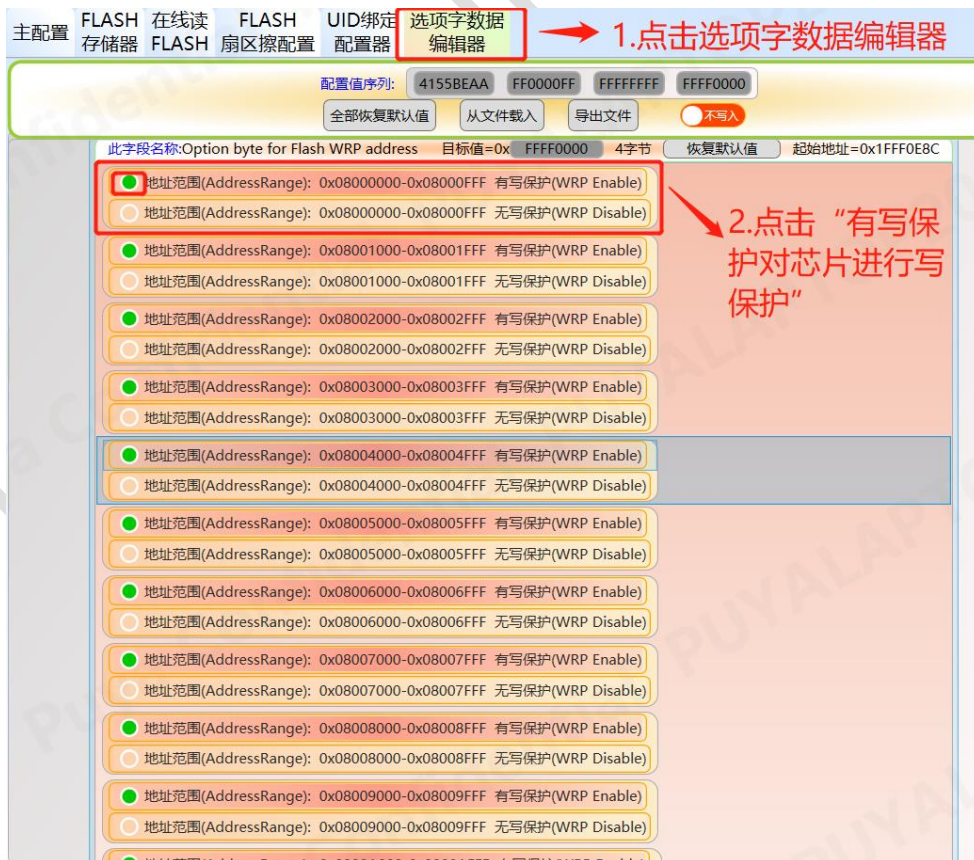 主配置 FLASH存储器 在线读FLASH FLASH扇区擦配置 UID绑定配置器 选项字数据编辑器 1.点击选项字数据编辑器
配置值序列: 4155BEAA FF0000FF FFFFFFFF FFFF0000
全部恢复默认值 从文件载入 导出文件 不写入
此字段名称:Option byte for Flash WRP address 目标值=0x FFFF0000 4字节 恢复默认值 起始地址=0x1FFF0E8C
地址范围(AddressRange): 0x08000000-0x08000FFF 有写保护(WRP Enable)
地址范围(AddressRange): 0x08000000-0x08000FFF 无写保护(WRP Disable)
2.点击“有写保
护对芯片进行写
保护”
地址范围(AddressRange): 0x08001000-0x08001FFF 有写保护(WRP Enable)
地址范围(AddressRange): 0x08001000-0x08001FFF 无写保护(WRP Disable)
地址范围(AddressRange): 0x08002000-0x08002FFF 有写保护(WRP Enable)
地址范围(AddressRange): 0x08002000-0x08002FFF 无写保护(WRP Disable)
地址范围(AddressRange): 0x08003000-0x08003FFF 有写保护(WRP Enable)
地址范围(AddressRange): 0x08003000-0x08003FFF 无写保护(WRP Disable)
地址范围(AddressRange): 0x08004000-0x08004FFF 有写保护(WRP Enable)
地址范围(AddressRange): 0x08004000-0x08004FFF 无写保护(WRP Disable)
地址范围(AddressRange): 0x08005000-0x08005FFF 有写保护(WRP Enable)
地址范围(AddressRange): 0x08005000-0x08005FFF 无写保护(WRP Disable)
地址范围(AddressRange): 0x08006000-0x08006FFF 有写保护(WRP Enable)
地址范围(AddressRange): 0x08006000-0x08006FFF 无写保护(WRP Disable)
地址范围(AddressRange): 0x08007000-0x08007FFF 有写保护(WRP Enable)
地址范围(AddressRange): 0x08007000-0x08007FFF 无写保护(WRP Disable)
地址范围(AddressRange): 0x08008000-0x08008FFF 有写保护(WRP Enable)
地址范围(AddressRange): 0x08008000-0x08008FFF 无写保护(WRP Disable)
地址范围(AddressRange): 0x08009000-0x08009FFF 有写保护(WRP Enable)
地址范围(AddressRange): 0x08009000-0x08009FFF 无写保护(WRP Disable)